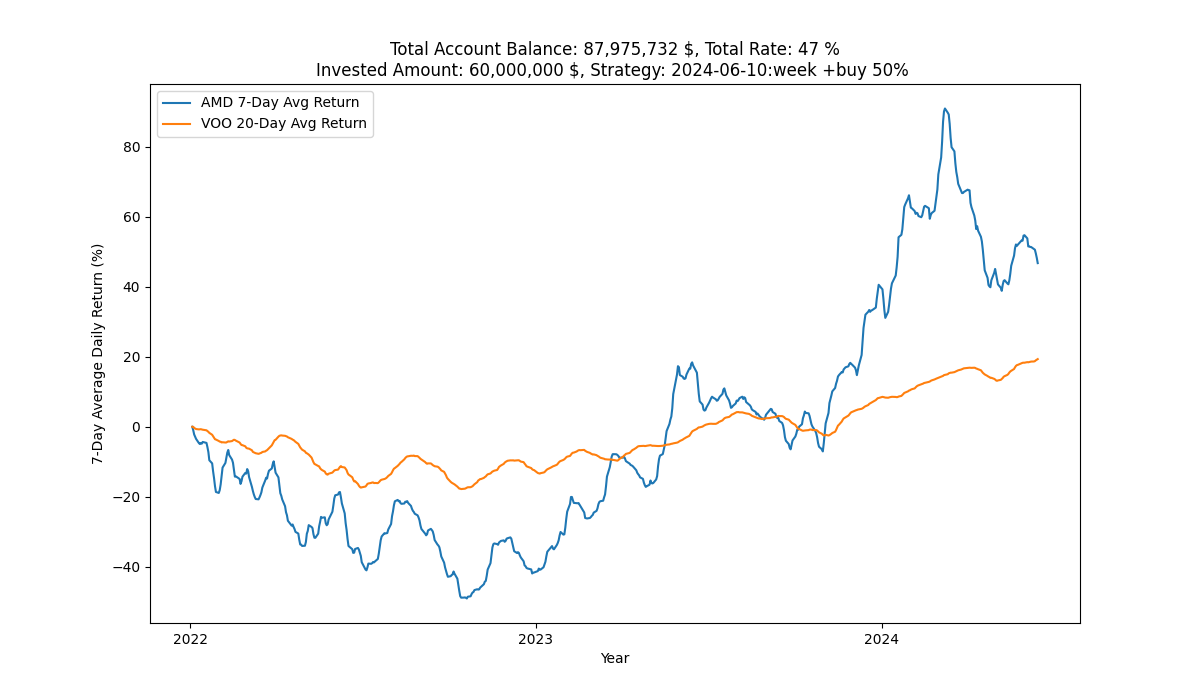 Total Account Balance: 87,975,732 $, Total Rate: 47 %
Invested Amount: 60,000,000 $, Strategy: 2024-06-10:week +buy 50%
AMD 7-Day Avg Return
VOO 20-Day Avg Return
7-Day Average Daily Return (%)
80
60
40
20
0
−20
−40
2022
2023
2024
Year